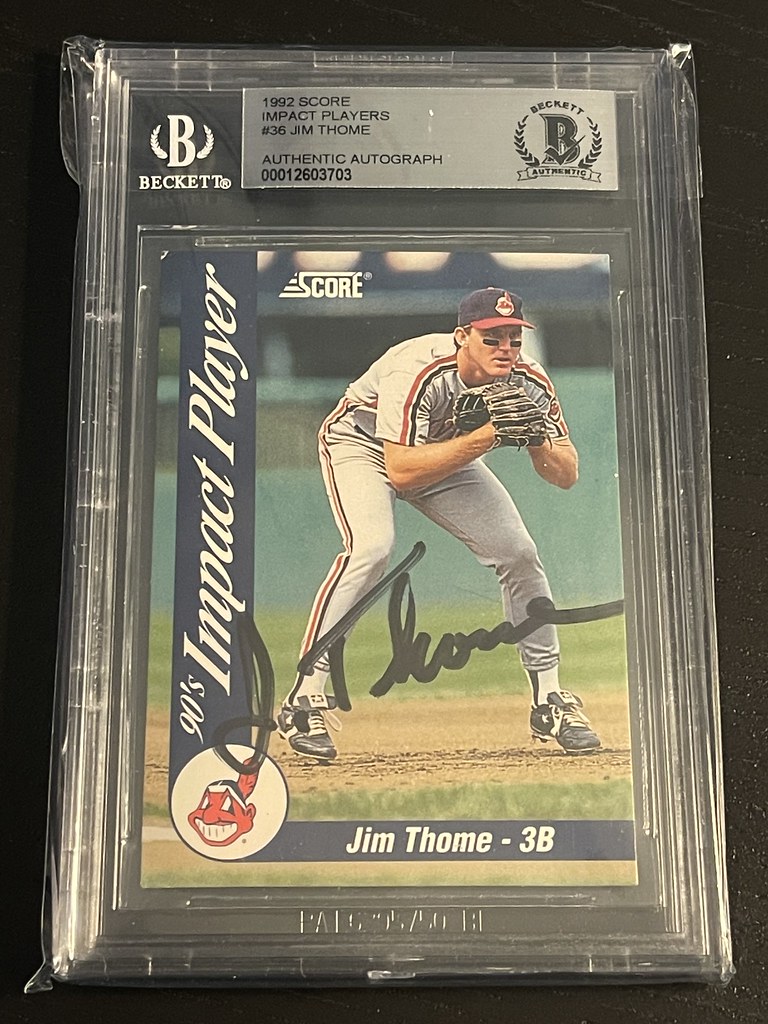 1992 SCORE
IMPACT PLAYERS
#36 JIM THOME
AUTHENTIC AUTOGRAPH
00012603703
B
BECKETT®
BECKETT
B
AUTHENTIC
SCORE®
90's Impact Player
J Thome
Jim Thome - 3B